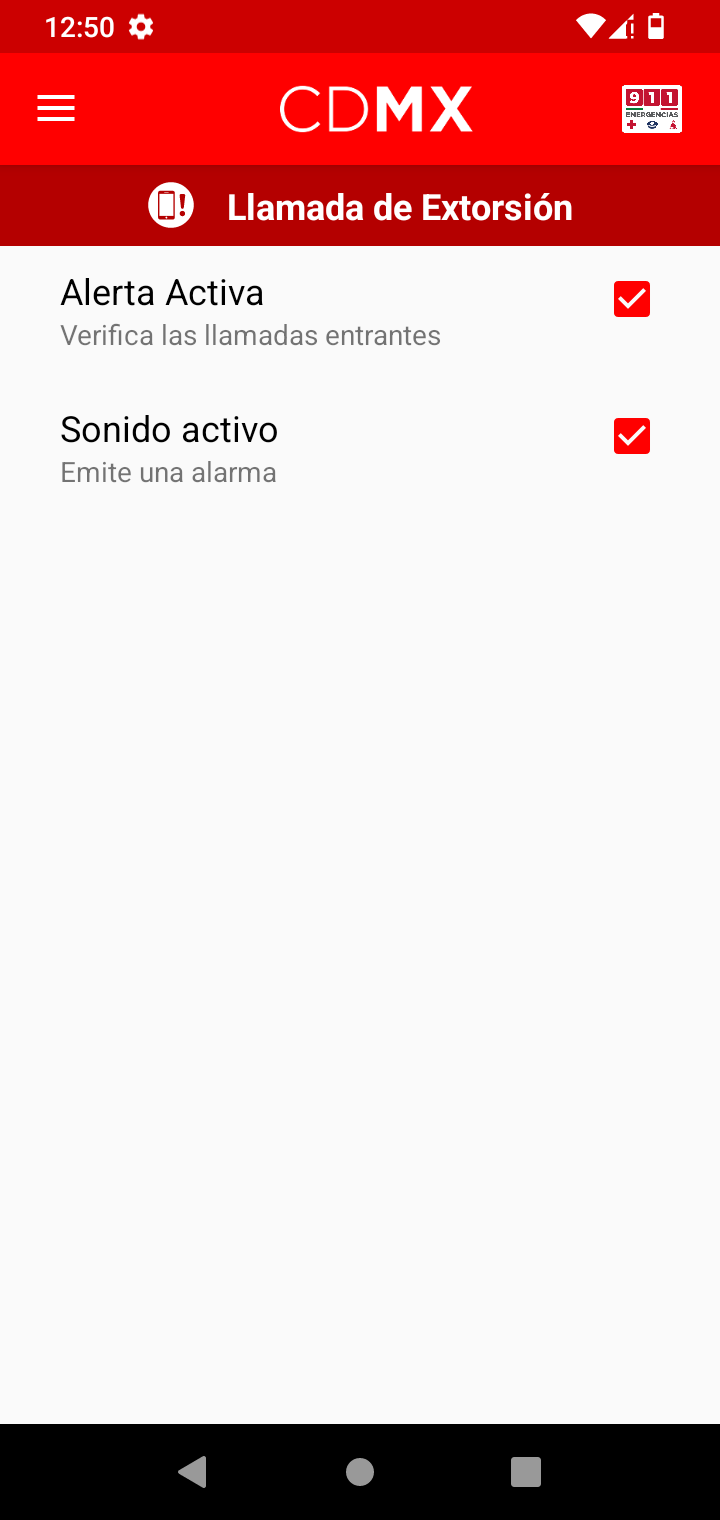 12:50
CDMX
911
EMERGENCIAS
Llamada de Extorsión
Alerta Activa
Verifica las llamadas entrantes
Sonido activo
Emite una alarma